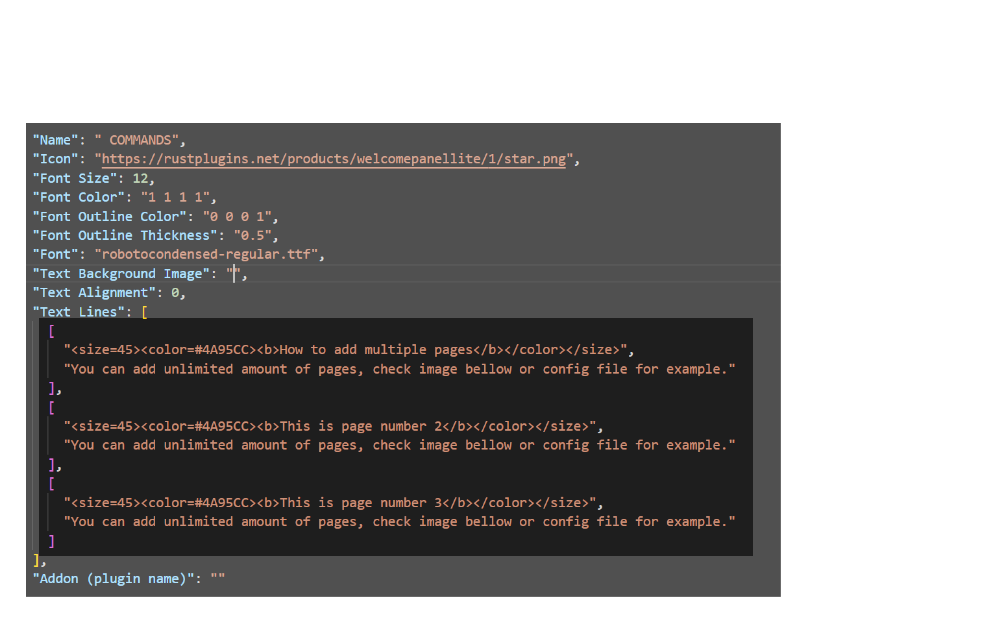 "Name": " COMMANDS",
"Icon": "https://rustplugins.net/products/welcomepanellite/1/star.png",
"Font Size": 12,
"Font Color": "1 1 1 1",
"Font Outline Color": "0 0 0 1",
"Font Outline Thickness": "0.5",
"Font": "robotocondensed-regular.ttf",
"Text Background Image": "",
"Text Alignment": 0,
"Text Lines": [
[
"<size=45><color=#4A95CC><b>How to add multiple pages</b></color></size>",
"You can add unlimited amount of pages, check image bellow or config file for example."
],
[
"<size=45><color=#4A95CC><b>This is page number 2</b></color></size>",
"You can add unlimited amount of pages, check image bellow or config file for example."
],
[
"<size=45><color=#4A95CC><b>This is page number 3</b></color></size>",
"You can add unlimited amount of pages, check image bellow or config file for example."
]
],
"Addon (plugin name)": ""